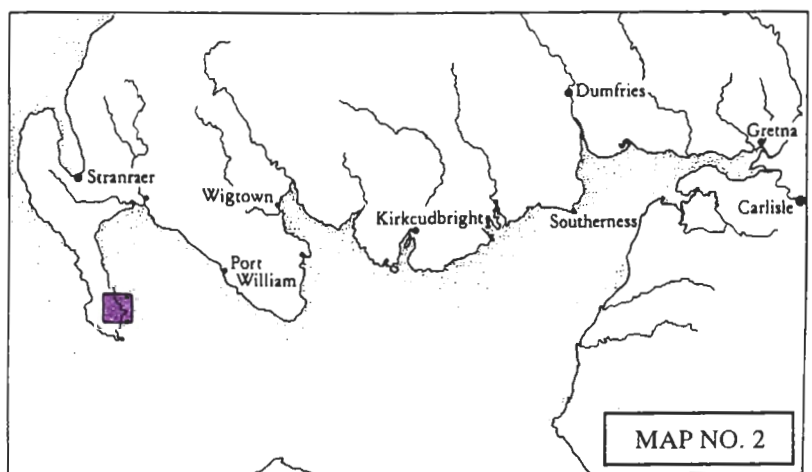 Dumfries
Gretna
Stranraer
Wigtown
Kirkcudbright
Southerness
Carlisle
Port
William
MAP NO. 2